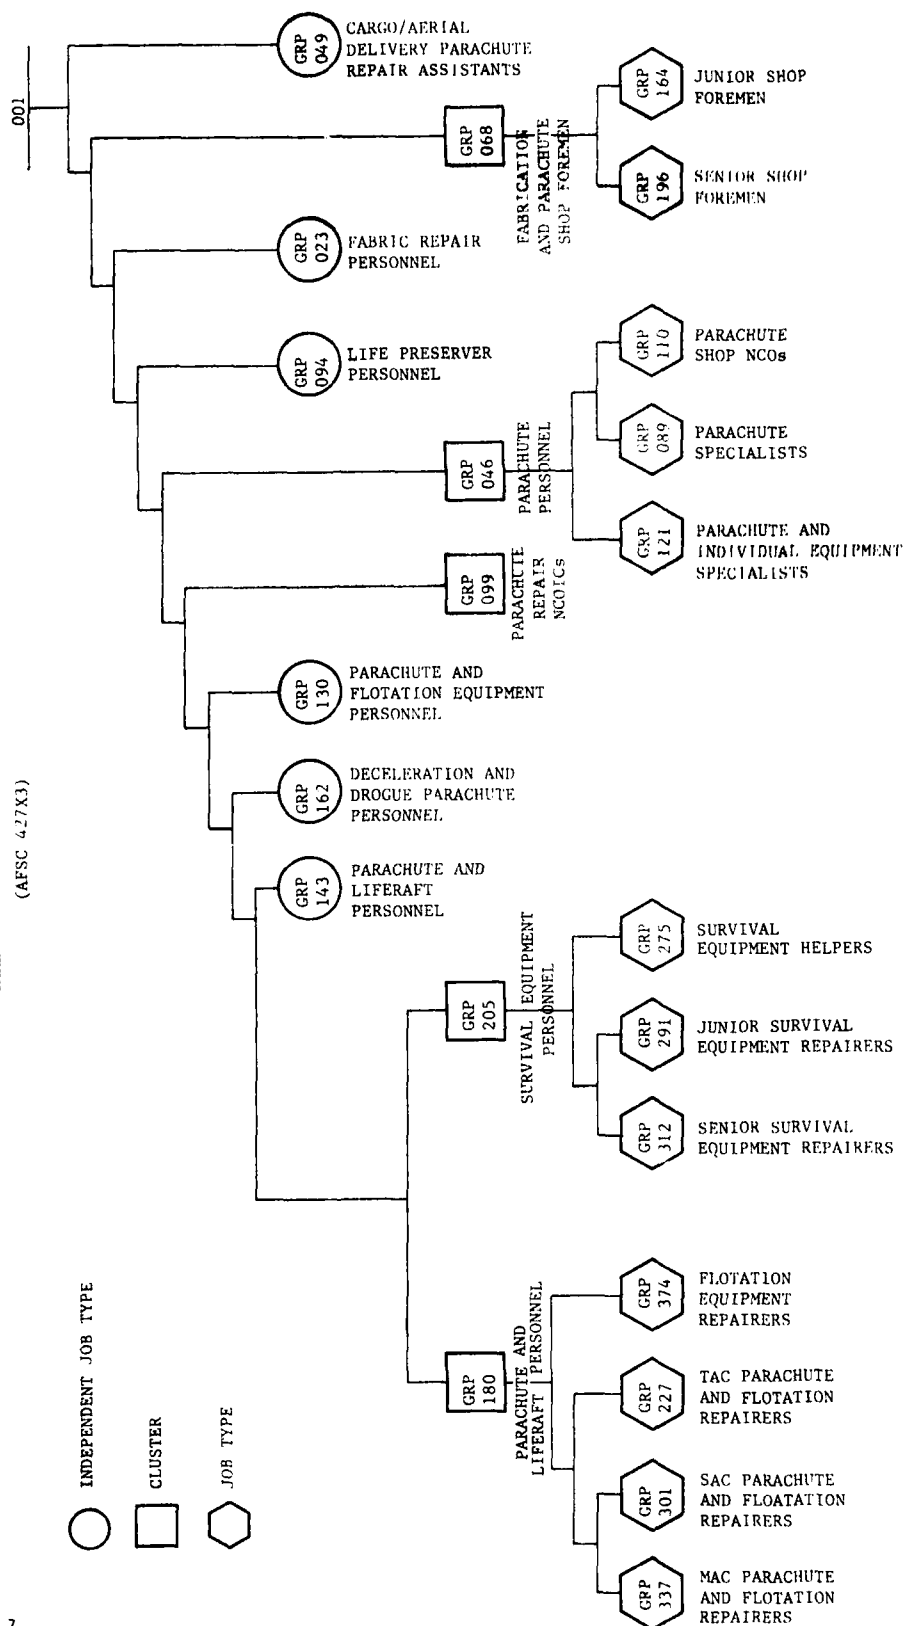 (AFSC 427X3)
001
GRP
049
CARGO/AERIAL
DELIVERY PARACHUTE
REPAIR ASSISTANTS
GRP
068
FABRICATION
AND PARACHUTE
SHOP FOREMEN
GRP
164
JUNIOR SHOP
FOREMEN
GRP
196
SENIOR SHOP
FOREMEN
GRP
023
FABRIC REPAIR
PERSONNEL
GRP
094
LIFE PRESERVER
PERSONNEL
GRP
046
PARACHUTE
PERSONNEL
GRP
110
PARACHUTE
SHOP NCOs
GRP
089
PARACHUTE
SPECIALISTS
GRP
121
PARACHUTE AND
INDIVIDUAL EQUIPMENT
SPECIALISTS
GRP
099
PARACHUTE
REPAIR
NCOICs
GRP
130
PARACHUTE AND
FLOTATION EQUIPMENT
PERSONNEL
GRP
162
DECELERATION AND
DROGUE PARACHUTE
PERSONNEL
GRP
143
PARACHUTE AND
LIFERAFT
PERSONNEL
GRP
205
SURVIVAL EQUIPMENT
PERSONNEL
GRP
275
SURVIVAL
EQUIPMENT HELPERS
GRP
291
JUNIOR SURVIVAL
EQUIPMENT REPAIRERS
GRP
312
SENIOR SURVIVAL
EQUIPMENT REPAIRERS
GRP
180
PARACHUTE AND
LIFERAFT PERSONNEL
GRP
374
FLOTATION
EQUIPMENT
REPAIRERS
GRP
227
TAC PARACHUTE
AND FLOTATION
REPAIRERS
GRP
301
SAC PARACHUTE
AND FLOATATION
REPAIRERS
GRP
337
MAC PARACHUTE
AND FLOTATION
REPAIRERS
INDEPENDENT JOB TYPE
CLUSTER
JOB TYPE
7